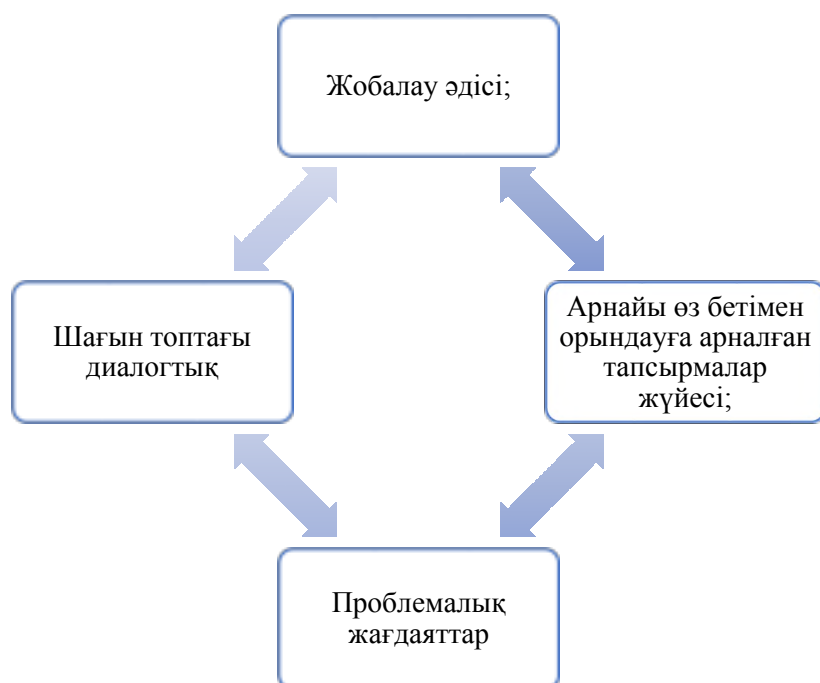 Жобалау әдісі;
Шағын топтағы
диалогтық
Арнайы өз бетімен
орындауға арналған
тапсырмалар
жүйесі;
Проблемалық
жағдаяттар